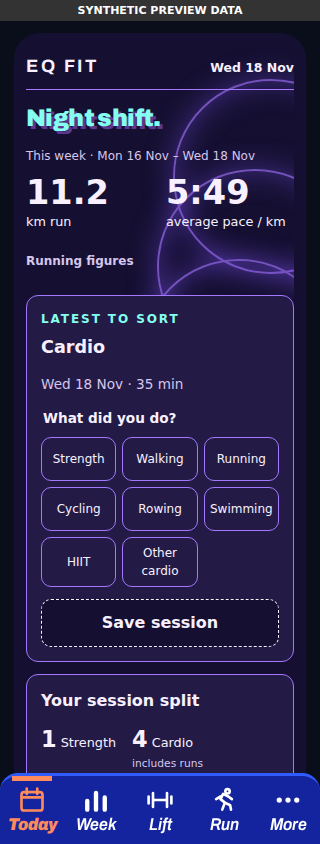 SYNTHETIC PREVIEW DATA
EQ FIT
Wed 18 Nov
Night shift.
This week · Mon 16 Nov – Wed 18 Nov
11.2
5:49
km run
average pace / km
Running figures
LATEST TO SORT
Cardio
Wed 18 Nov · 35 min
What did you do?
Strength
Walking
Running
Cycling
Rowing
Swimming
HIIT
Other
cardio
Save session
Your session split
1 Strength
4 Cardio
includes runs
Today
Week
Lift
Run
More